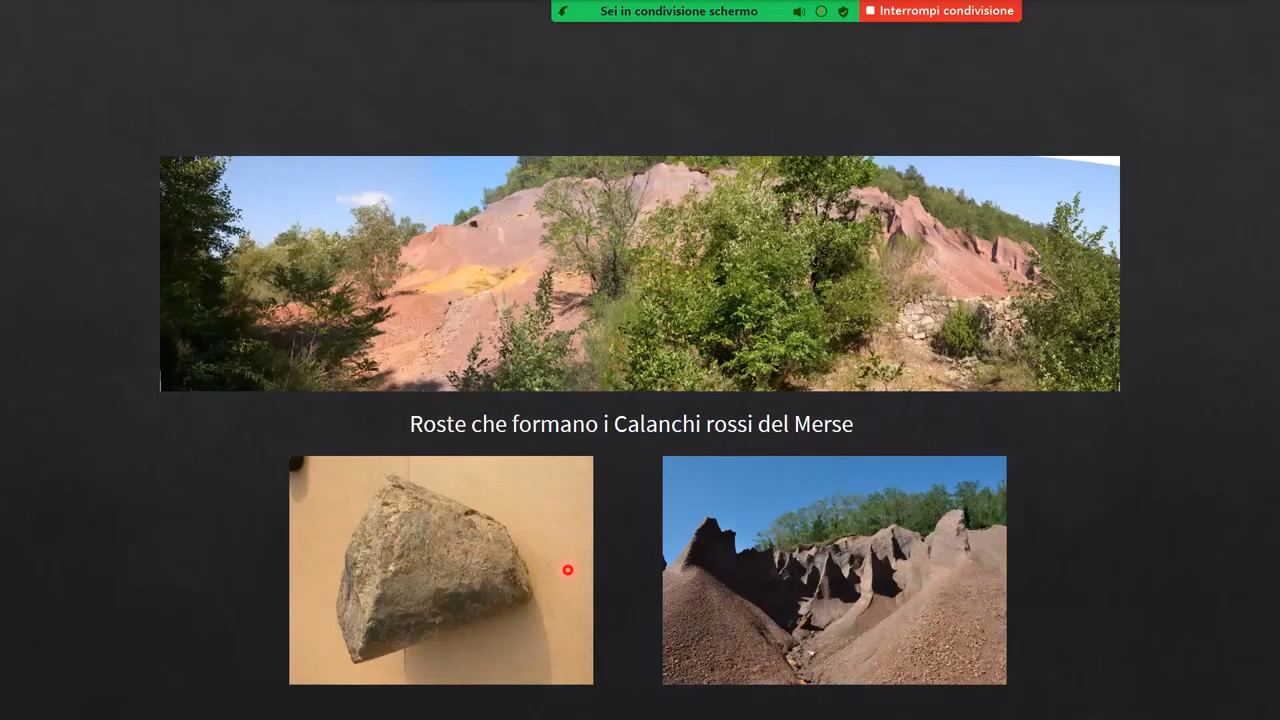 Sei in condivisione schermo
Interrompi condivisione
Roste che formano i Calanchi rossi del Merse